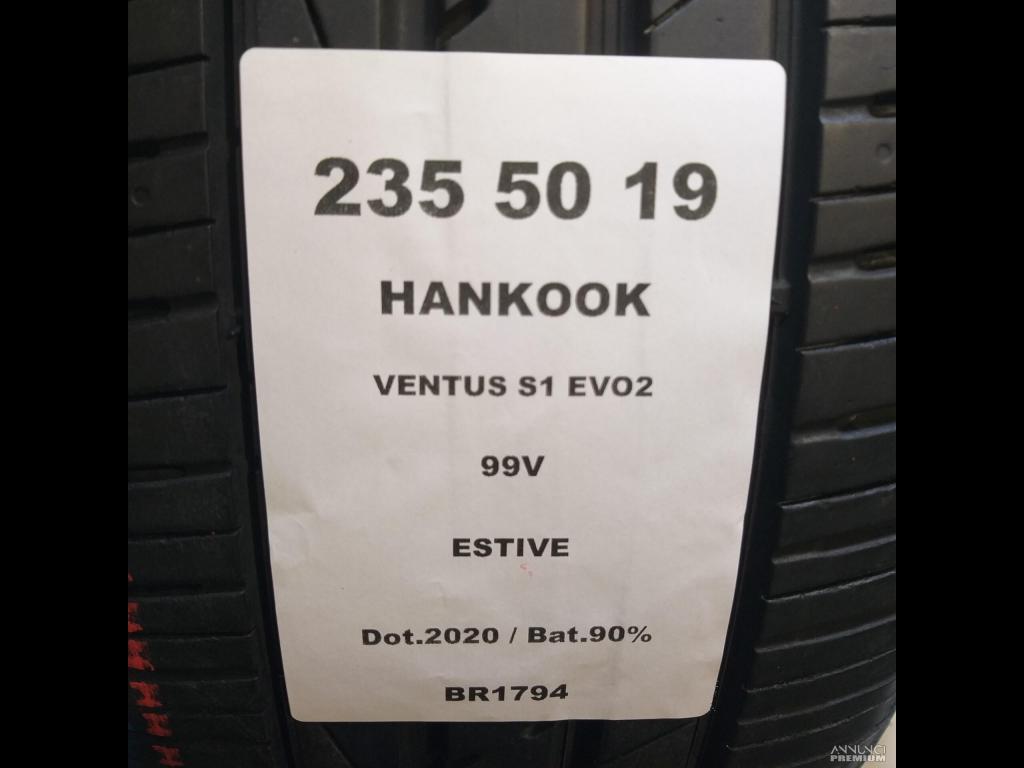 235 50 19
HANKOOK
VENTUS S1 EVO2
99V
ESTIVE
Dot.2020 / Bat.90%
BR1794
ANNUNCI
PREMIUM